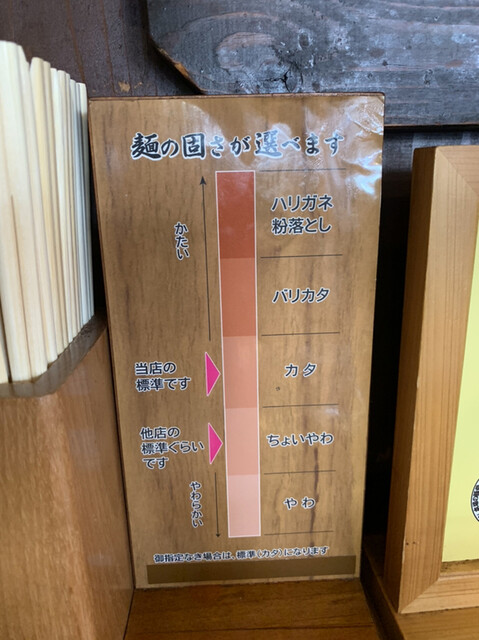 麺の固さが選べます
かたい
ハリガネ
粉落とし
バリカタ
当店の
標準です
カタ
他店の
標準ぐらい
です
ちょいやわ
やわらかい
やわ
御指定なき場合は、標準(カタ)になります